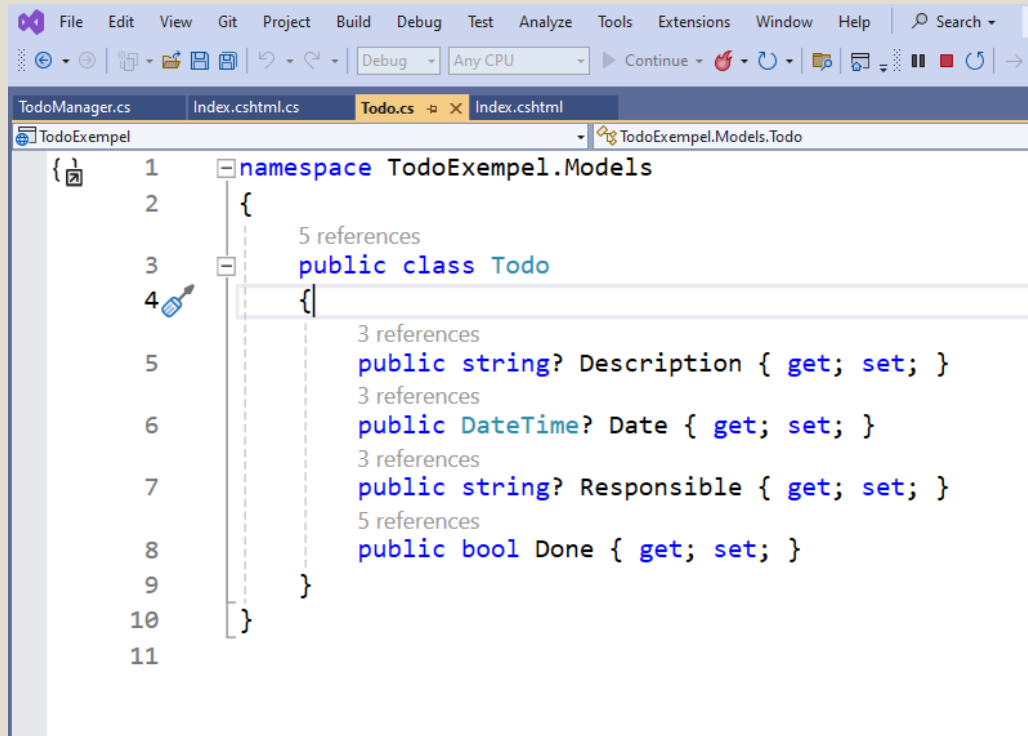 File Edit View Git Project Build Debug Test Analyze Tools Extensions Window Help Search
Debug Any CPU Continue
TodoManager.cs Index.cshtml.cs Todo.cs Index.cshtml
TodoExempel TodoExempel.Models.Todo
1 namespace TodoExempel.Models
2 {
5 references
3 public class Todo
4 {
3 references
5 public string? Description { get; set; }
3 references
6 public DateTime? Date { get; set; }
3 references
7 public string? Responsible { get; set; }
5 references
8 public bool Done { get; set; }
9 }
10 }
11